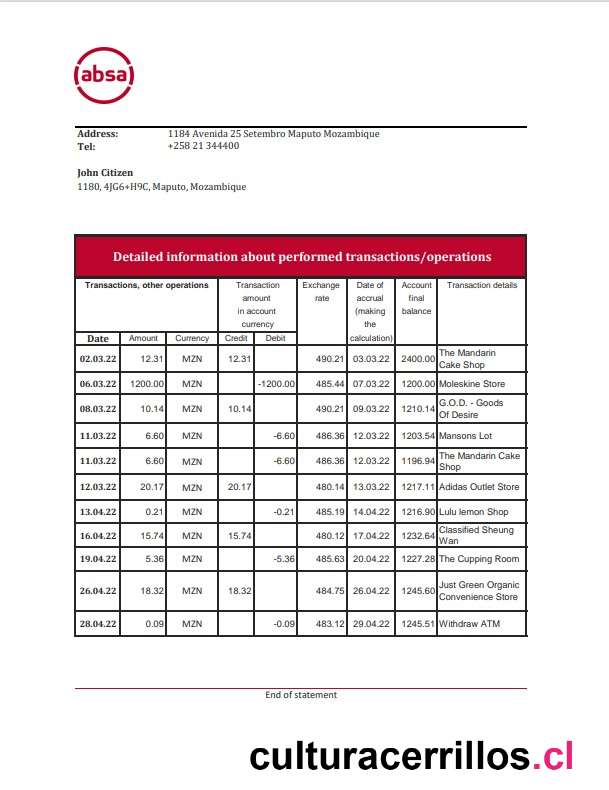 absa
Address: 1184 Avenida 25 Setembro Maputo Mozambique
Tel: +258 21 344400
John Citizen
1180, 4JG6+H9C, Maputo, Mozambique
Detailed information about performed transactions/operations
Transactions, other operations Transaction amount in account currency Exchange rate Date of accrual (making the calculation) Account final balance Transaction details
Date Amount Currency Credit Debit
02.03.22 12.31 MZN 12.31 490.21 03.03.22 2400.00 The Mandarin Cake Shop
06.03.22 1200.00 MZN -1200.00 485.44 07.03.22 1200.00 Moleskine Store
08.03.22 10.14 MZN 10.14 490.21 09.03.22 1210.14 G.O.D. - Goods Of Desire
11.03.22 6.60 MZN -6.60 486.36 12.03.22 1203.54 Mansons Lot
11.03.22 6.60 MZN -6.60 486.36 12.03.22 1196.94 The Mandarin Cake Shop
12.03.22 20.17 MZN 20.17 480.14 13.03.22 1217.11 Adidas Outlet Store
13.04.22 0.21 MZN -0.21 485.19 14.04.22 1216.90 Lulu lemon Shop
16.04.22 15.74 MZN 15.74 480.12 17.04.22 1232.64 Classified Sheung Wan
19.04.22 5.36 MZN -5.36 485.63 20.04.22 1227.28 The Cupping Room
26.04.22 18.32 MZN 18.32 484.75 26.04.22 1245.60 Just Green Organic Convenience Store
28.04.22 0.09 MZN -0.09 483.12 29.04.22 1245.51 Withdraw ATM
End of statement
culturacerrillos.cl